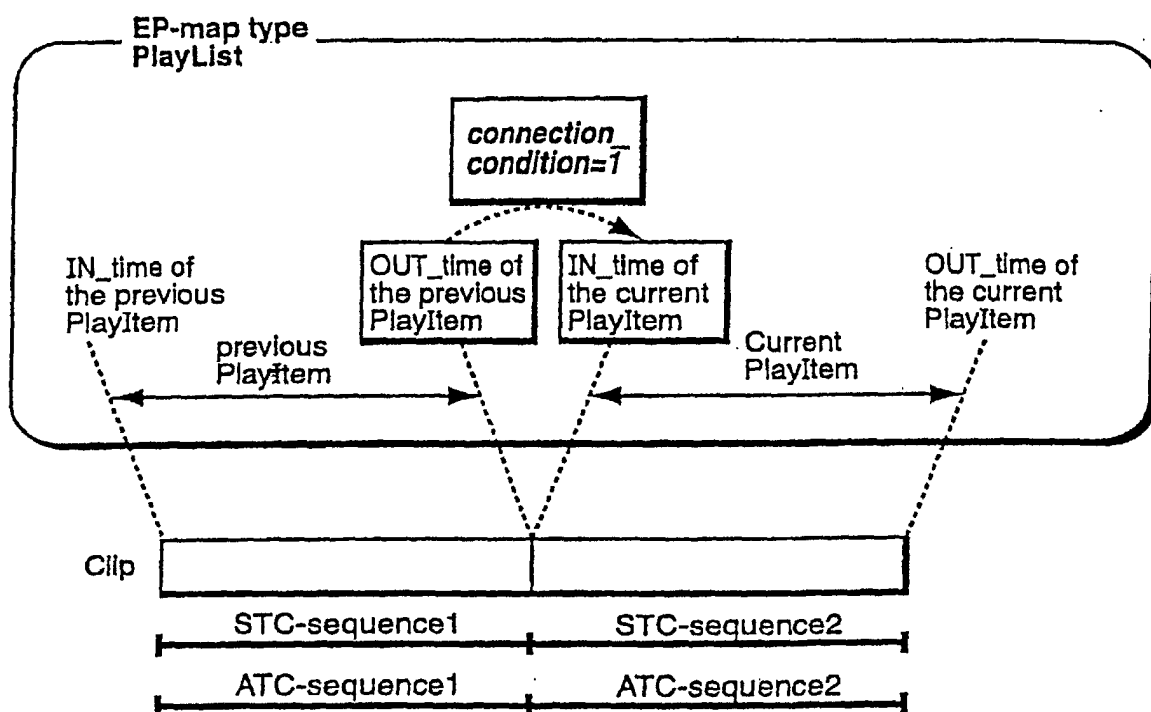 EP-map type
PlayList
connection_
condition=1
IN_time of
the previous
PlayItem
OUT_time of
the previous
PlayItem
IN_time of
the current
PlayItem
OUT_time of
the current
PlayItem
previous
PlayItem
Current
PlayItem
Clip
STC-sequence1
STC-sequence2
ATC-sequence1
ATC-sequence2